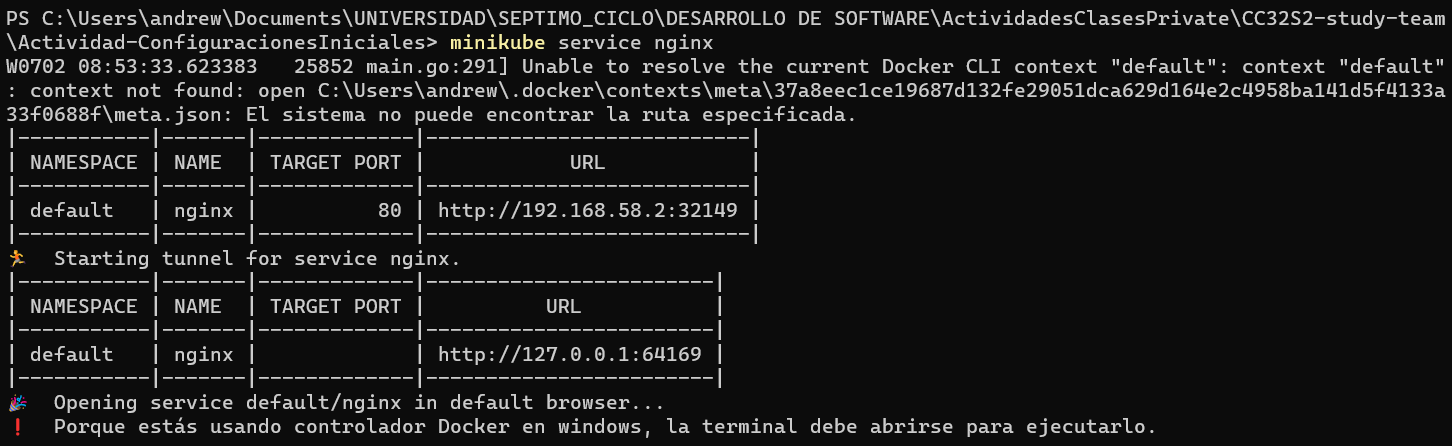 PS C:\Users\andrew\Documents\UNIVERSIDAD\SEPTIMO_CICLO\DESARROLLO DE SOFTWARE\ActividadesClasesPrivate\CC32S2-study-team
\Actividad-ConfiguracionesIniciales> minikube service nginx
W0702 08:53:33.623383   25852 main.go:291] Unable to resolve the current Docker CLI context "default": context "default"
: context not found: open C:\Users\andrew\.docker\contexts\meta\37a8eec1ce19687d132fe29051dca629d164e2c4958ba141d5f4133a
33f0688f\meta.json: El sistema no puede encontrar la ruta especificada.
|-----------|-------|-------------|---------------------------|
| NAMESPACE | NAME  | TARGET PORT |            URL            |
|-----------|-------|-------------|---------------------------|
| default   | nginx |          80 | http://192.168.58.2:32149 |
|-----------|-------|-------------|---------------------------|
🏃  Starting tunnel for service nginx.
|-----------|-------|-------------|------------------------|
| NAMESPACE | NAME  | TARGET PORT |          URL           |
|-----------|-------|-------------|------------------------|
| default   | nginx |             | http://127.0.0.1:64169 |
|-----------|-------|-------------|------------------------|
🎉  Opening service default/nginx in default browser...
❗  Porque estás usando controlador Docker en windows, la terminal debe abrirse para ejecutarlo.